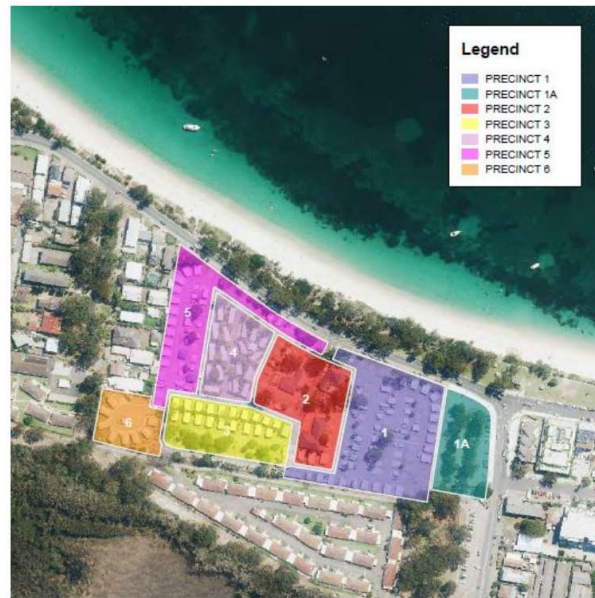 Legend
PRECINCT 1
PRECINCT 1A
PRECINCT 2
PRECINCT 3
PRECINCT 4
PRECINCT 5
PRECINCT 6
5
4
2
1
1A
6